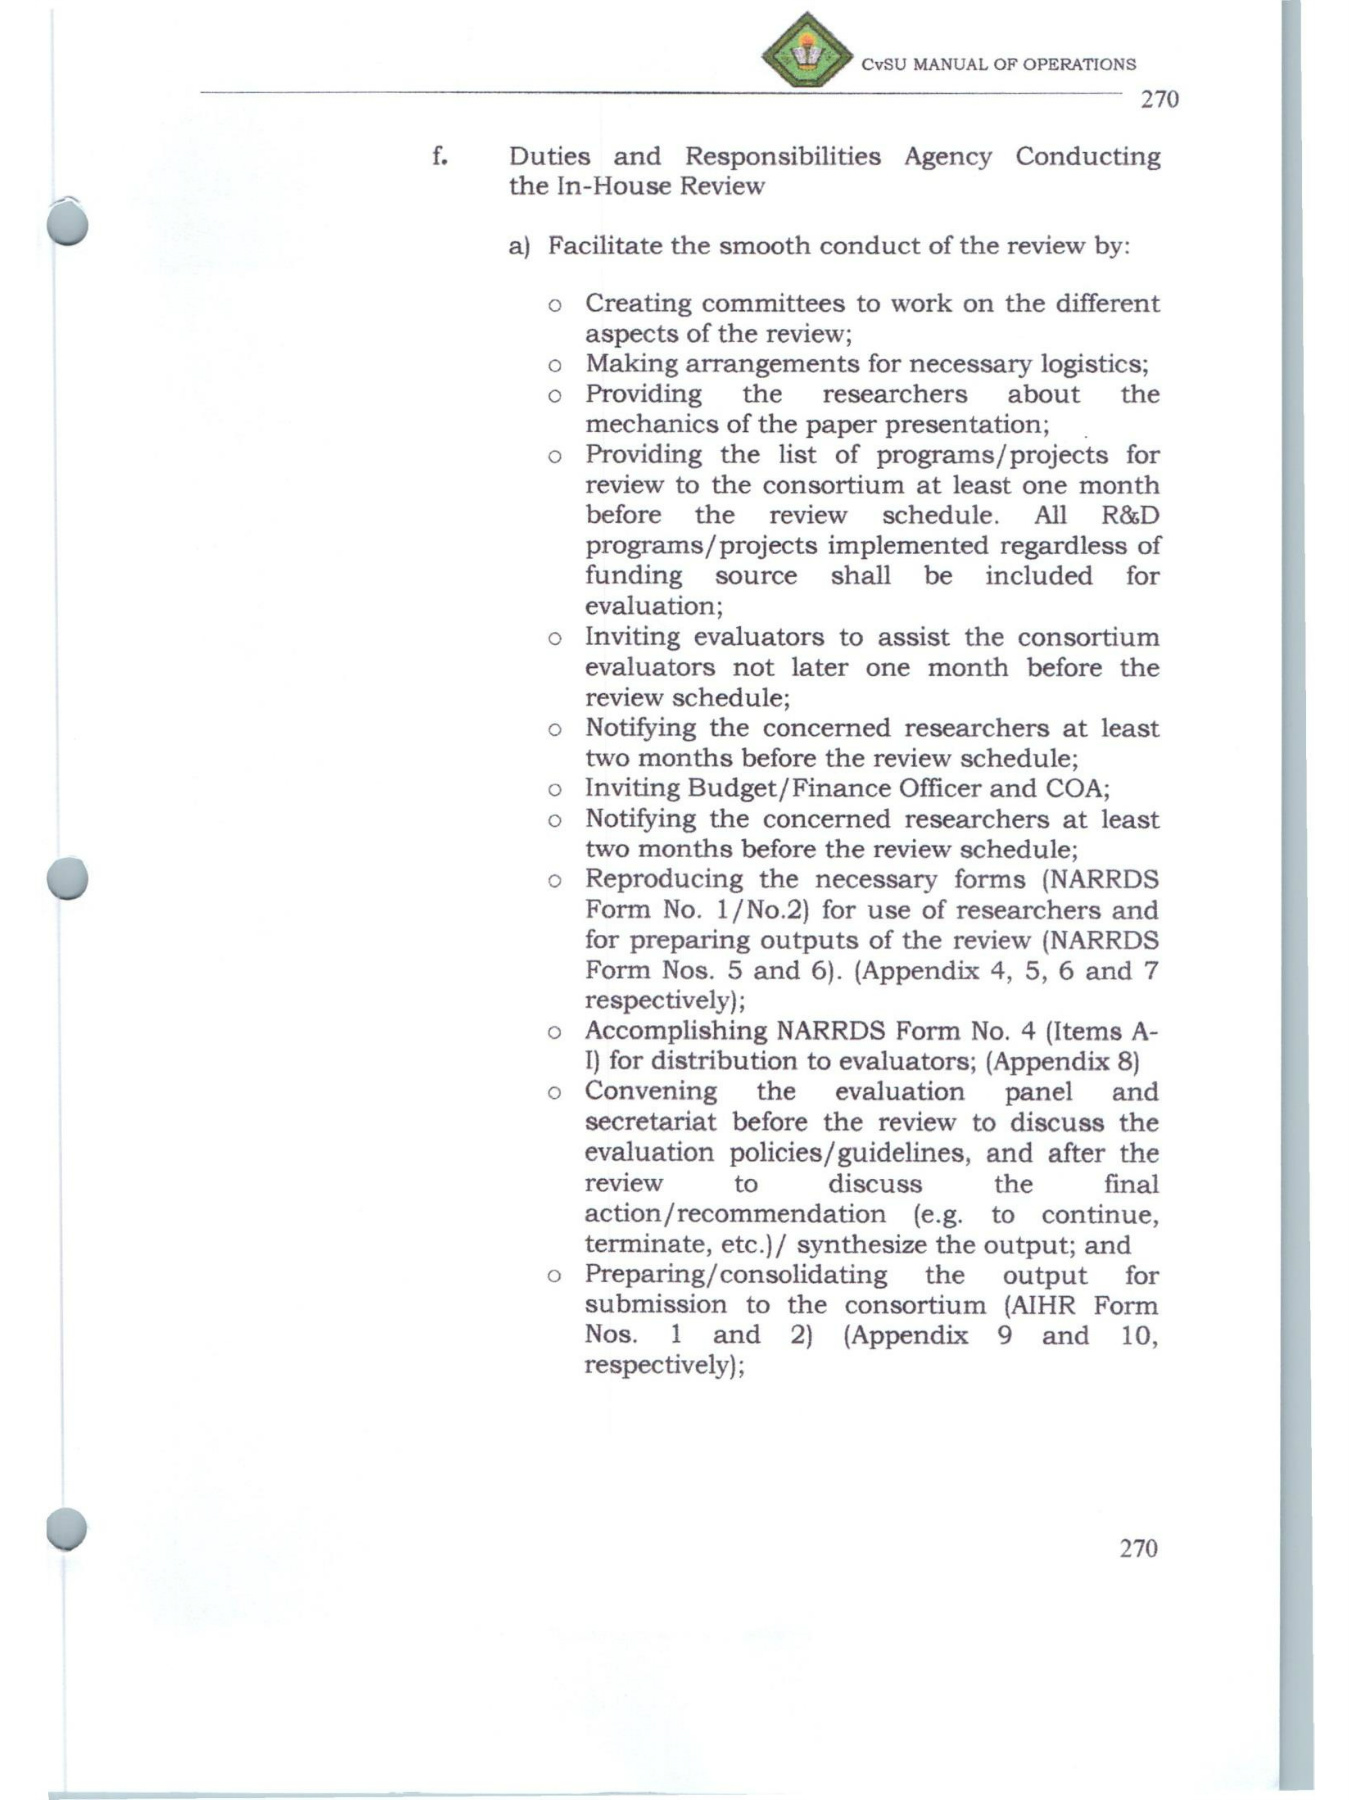 CvSU MANUAL OF OPERATIONS
270
f. Duties and Responsibilities Agency Conducting
the In-House Review
a) Facilitate the smooth conduct of the review by:
o Creating committees to work on the different
aspects of the review;
o Making arrangements for necessary logistics;
o Providing the researchers about the
mechanics of the paper presentation;
o Providing the list of programs/projects for
review to the consortium at least one month
before the review schedule. All R&D
programs/projects implemented regardless of
funding source shall be included for
evaluation;
o Inviting evaluators to assist the consortium
evaluators not later one month before the
review schedule;
o Notifying the concerned researchers at least
two months before the review schedule;
o Inviting Budget/Finance Officer and COA;
o Notifying the concerned researchers at least
two months before the review schedule;
o Reproducing the necessary forms (NARRDS
Form No. 1/No.2) for use of researchers and
for preparing outputs of the review (NARRDS
Form Nos. 5 and 6). (Appendix 4, 5, 6 and 7
respectively);
o Accomplishing NARRDS Form No. 4 (Items A-
I) for distribution to evaluators; (Appendix 8)
o Convening the evaluation panel and
secretariat before the review to discuss the
evaluation policies/guidelines, and after the
review to discuss the final
action/recommendation (e.g. to continue,
terminate, etc.)/ synthesize the output; and
o Preparing/consolidating the output for
submission to the consortium (AIHR Form
Nos. 1 and 2) (Appendix 9 and 10,
respectively);
270